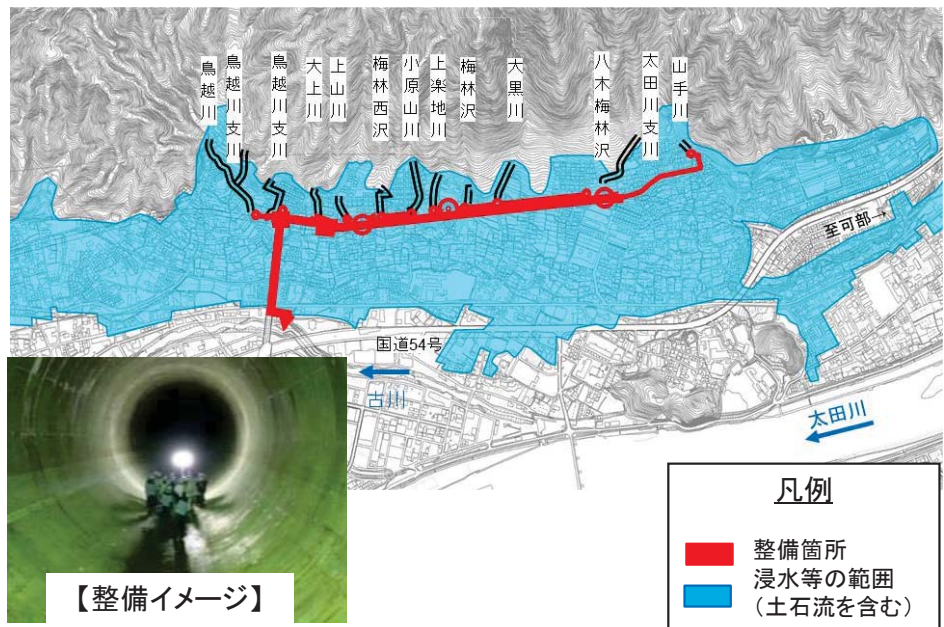 鳥越川
鳥越川支川
鳥越川支川
大上川
上山川
梅林西沢
小原山川
上楽地川
梅林沢
大黒川
八木梅林沢
太田川支川
山手川
至可部→
国道54号
古川
太田川
【整備イメージ】
凡例
整備箇所
浸水等の範囲
(土石流を含む)